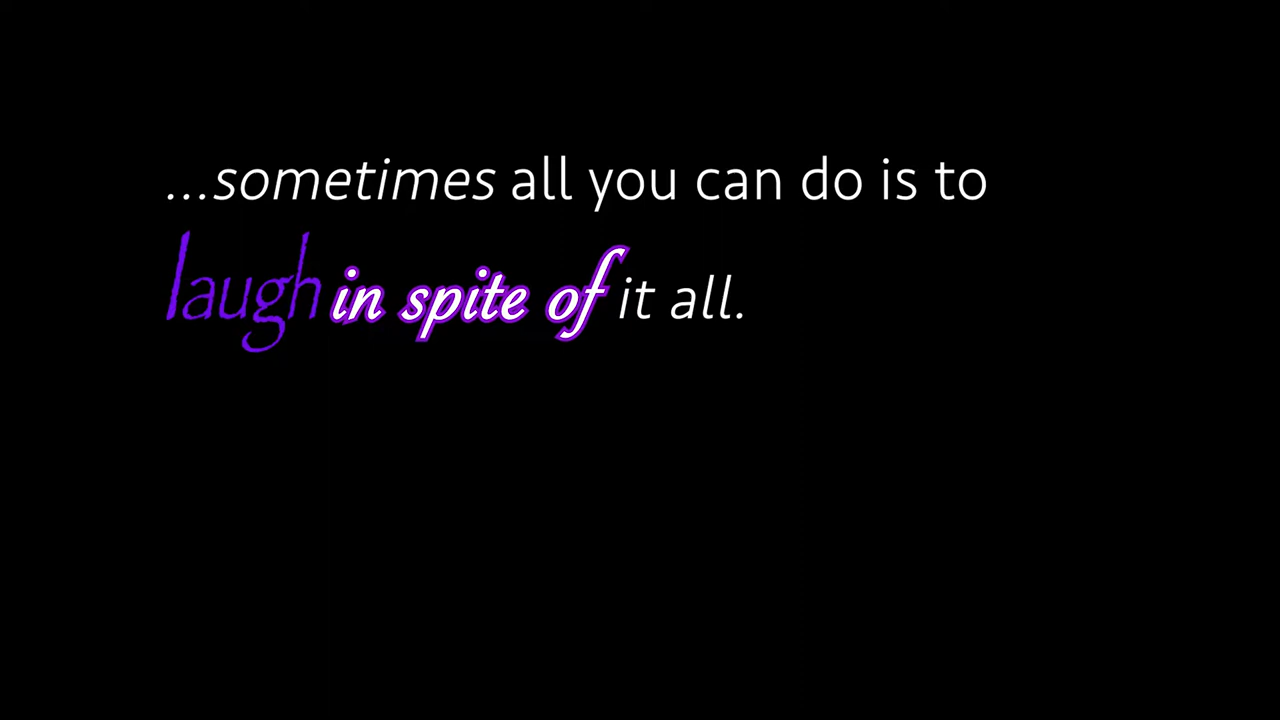 ...sometimes all you can do is to
laugh in spite of it all.